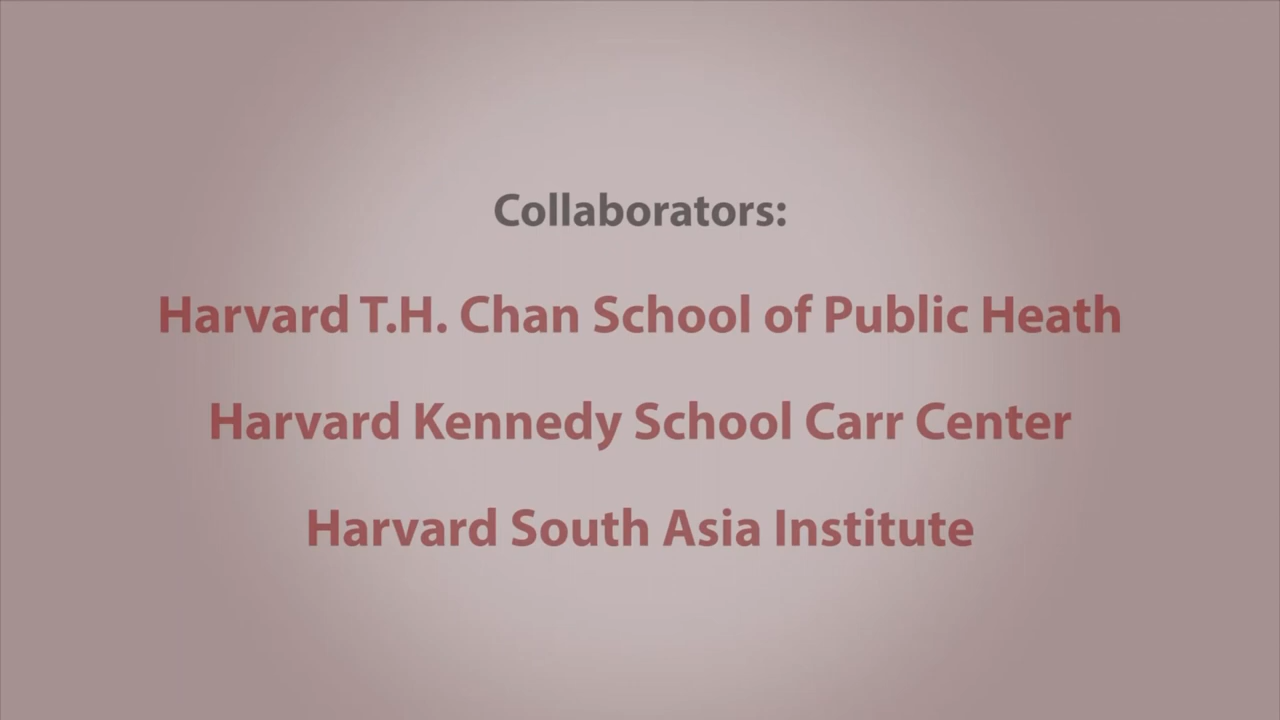 Collaborators:
Harvard T.H. Chan School of Public Heath
Harvard Kennedy School Carr Center
Harvard South Asia Institute